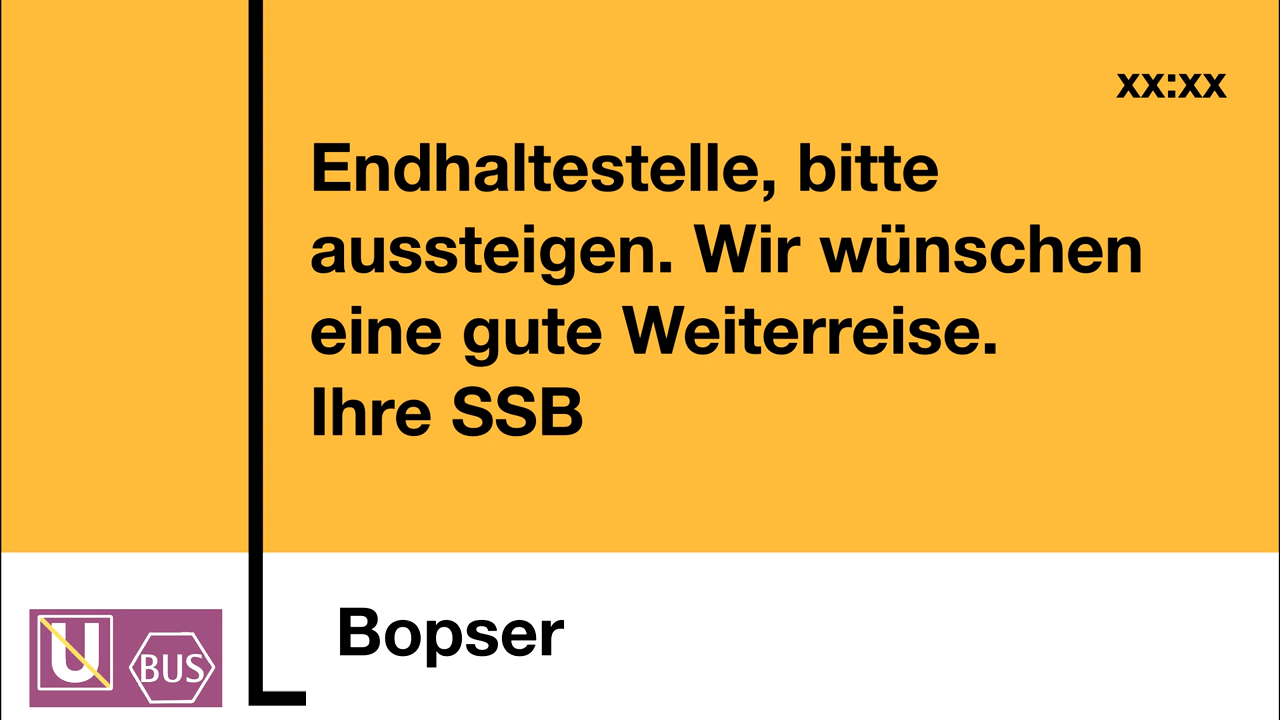 xx:xx
Endhaltestelle, bitte
aussteigen. Wir wünschen
eine gute Weiterreise.
Ihre SSB
Bopser
U
BUS